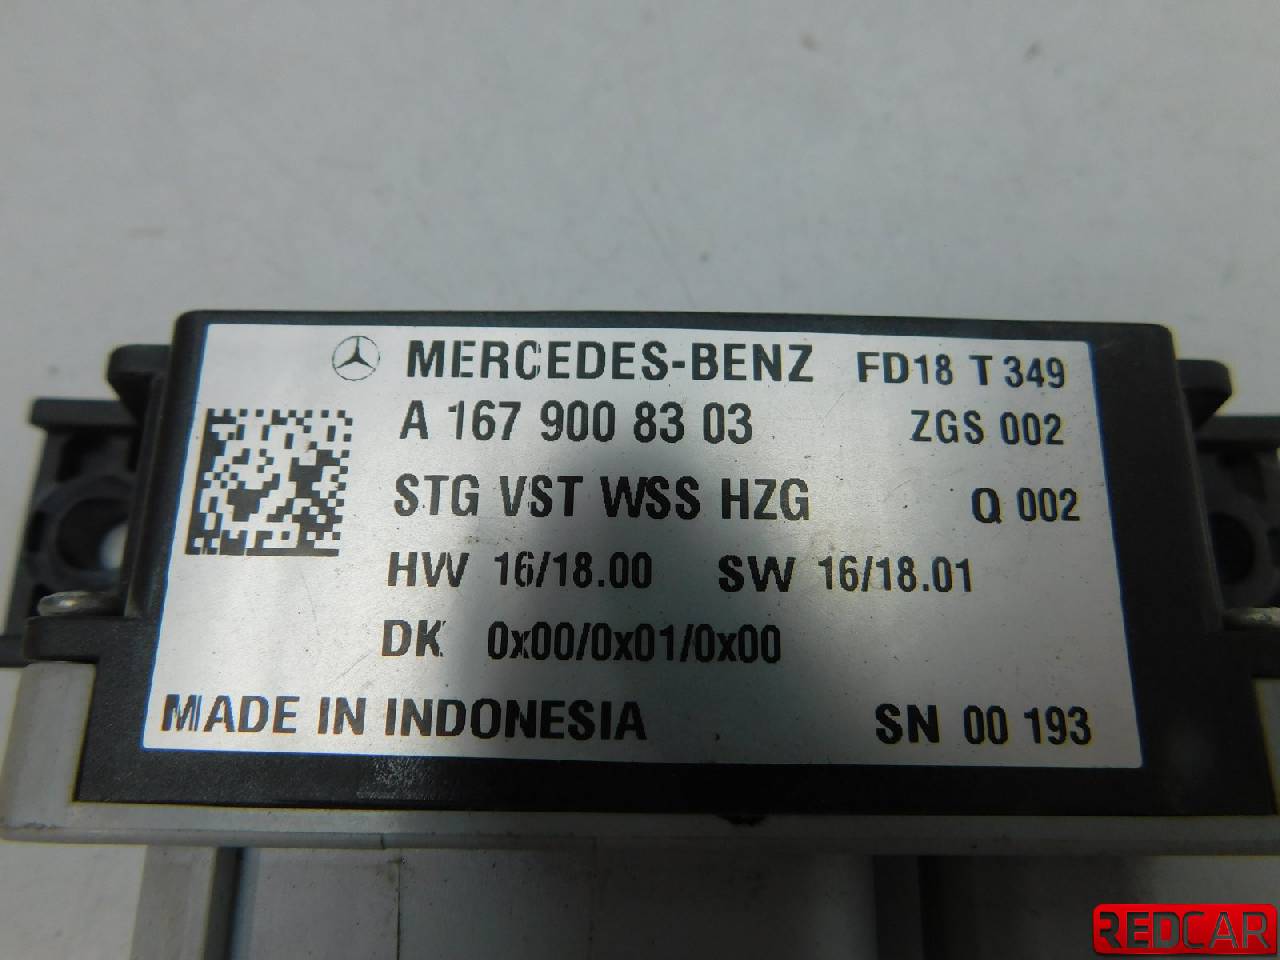 MERCEDES-BENZ FD18 T 349
A 167 900 83 03 ZGS 002
STG VST WSS HZG Q 002
HW 16/18.00 SW 16/18.01
DK 0x00/0x01/0x00
MADE IN INDONESIA SN 00 193
REDCAR